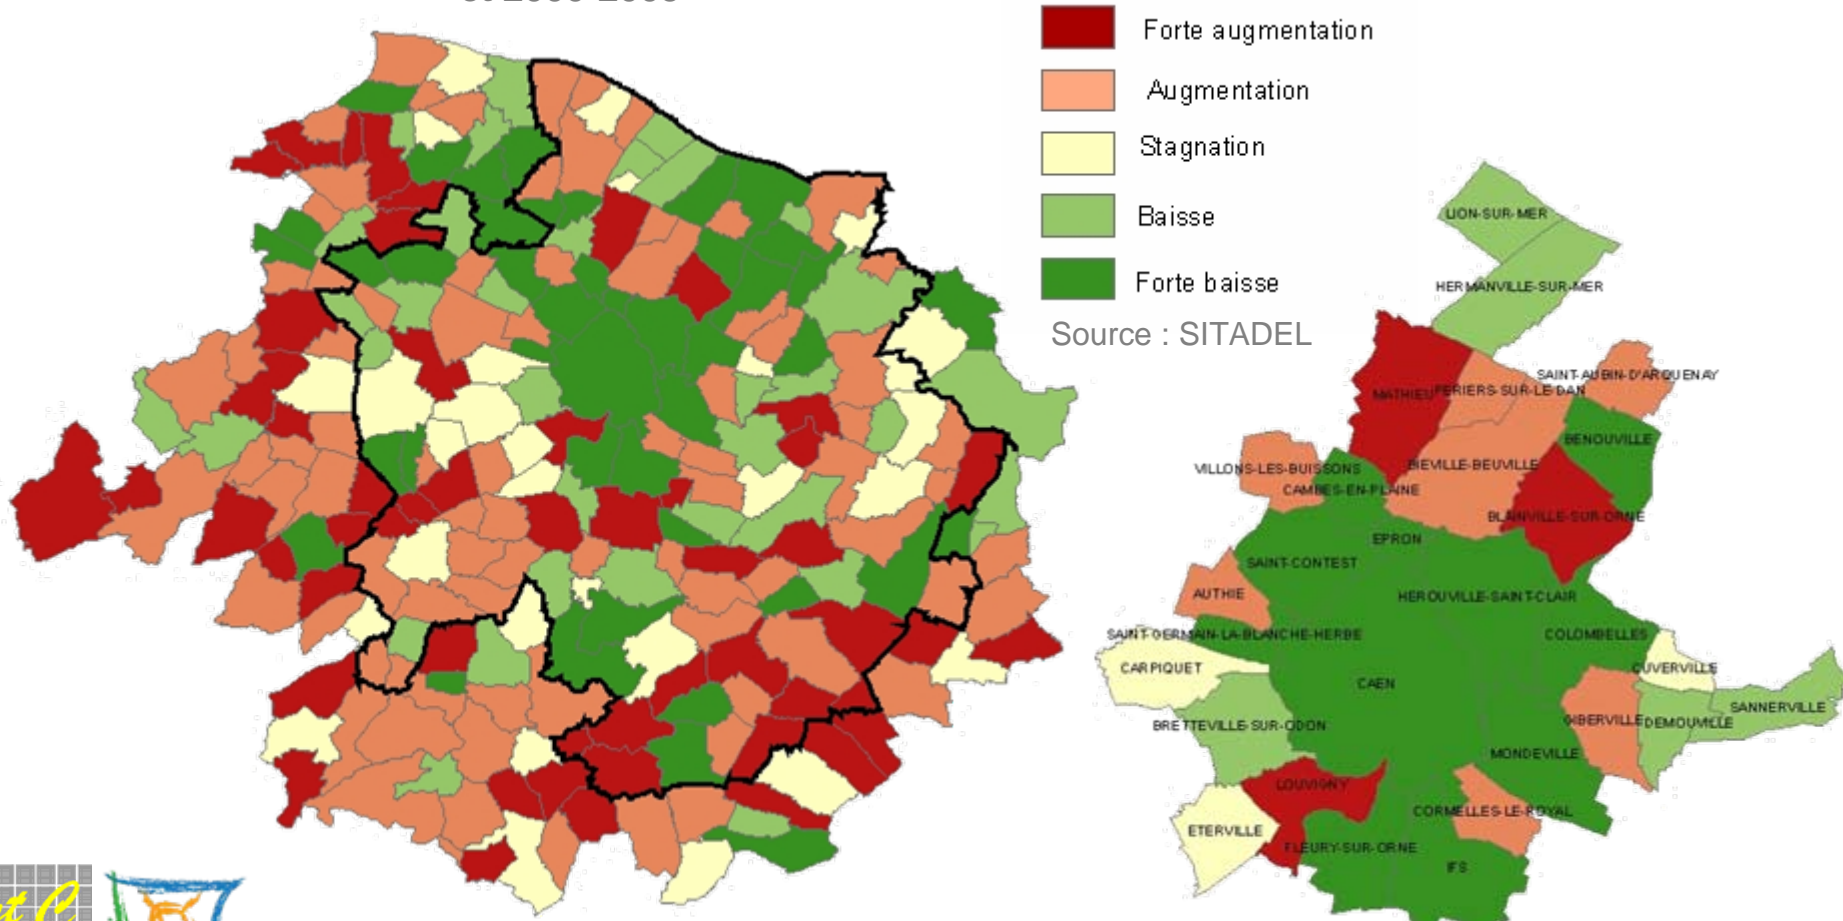 Forte augmentation
Augmentation
Stagnation
Baisse
Forte baisse
Source : SITADEL
LION-SUR-MER
HERMANVILLE-SUR-MER
SAINT-AUBIN-D'ARQUENAY
MATHIEU
PERIERS-SUR-LE-DAN
BENOUVILLE
VILLONS-LES-BUISSONS
BIEVILLE-BEUVILLE
CAMBES-EN-PLAINE
BLAINVILLE-SUR-ORNE
EPRON
SAINT-CONTEST
AUTHIE
HEROUVILLE-SAINT-CLAIR
SAINT-GERMAIN-LA-BLANCHE-HERBE
COLOMBELLES
CARPIQUET
CUVERVILLE
CAEN
SANNERVILLE
BRETTEVILLE-SUR-ODON
GIBERVILLE
DEMOUVILLE
MONDEVILLE
LOUVIGNY
CORMELLES-LE-ROYAL
ETERVILLE
FLEURY-SUR-ORNE
IFS